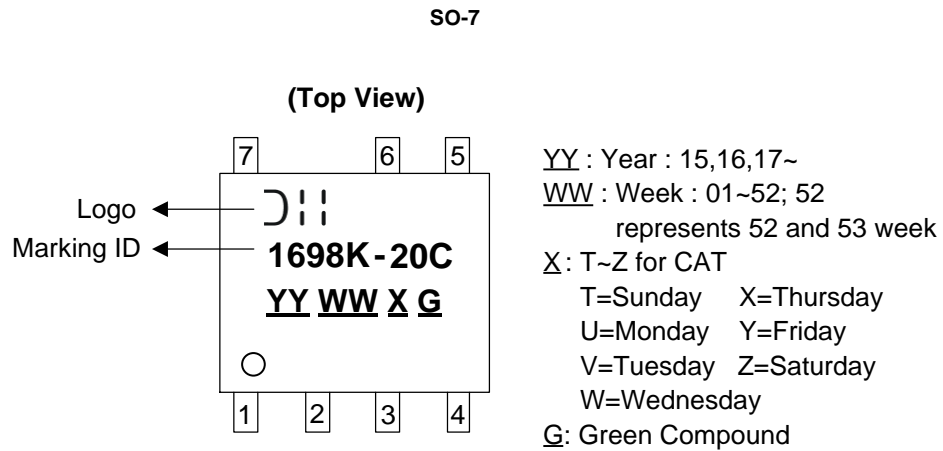 SO-7
(Top View)
7 6 5
Logo
Marking ID
1698K-20C
YY WW X G
1 2 3 4
YY : Year : 15,16,17~
WW : Week : 01~52; 52
represents 52 and 53 week
X : T~Z for CAT
T=Sunday X=Thursday
U=Monday Y=Friday
V=Tuesday Z=Saturday
W=Wednesday
G: Green Compound